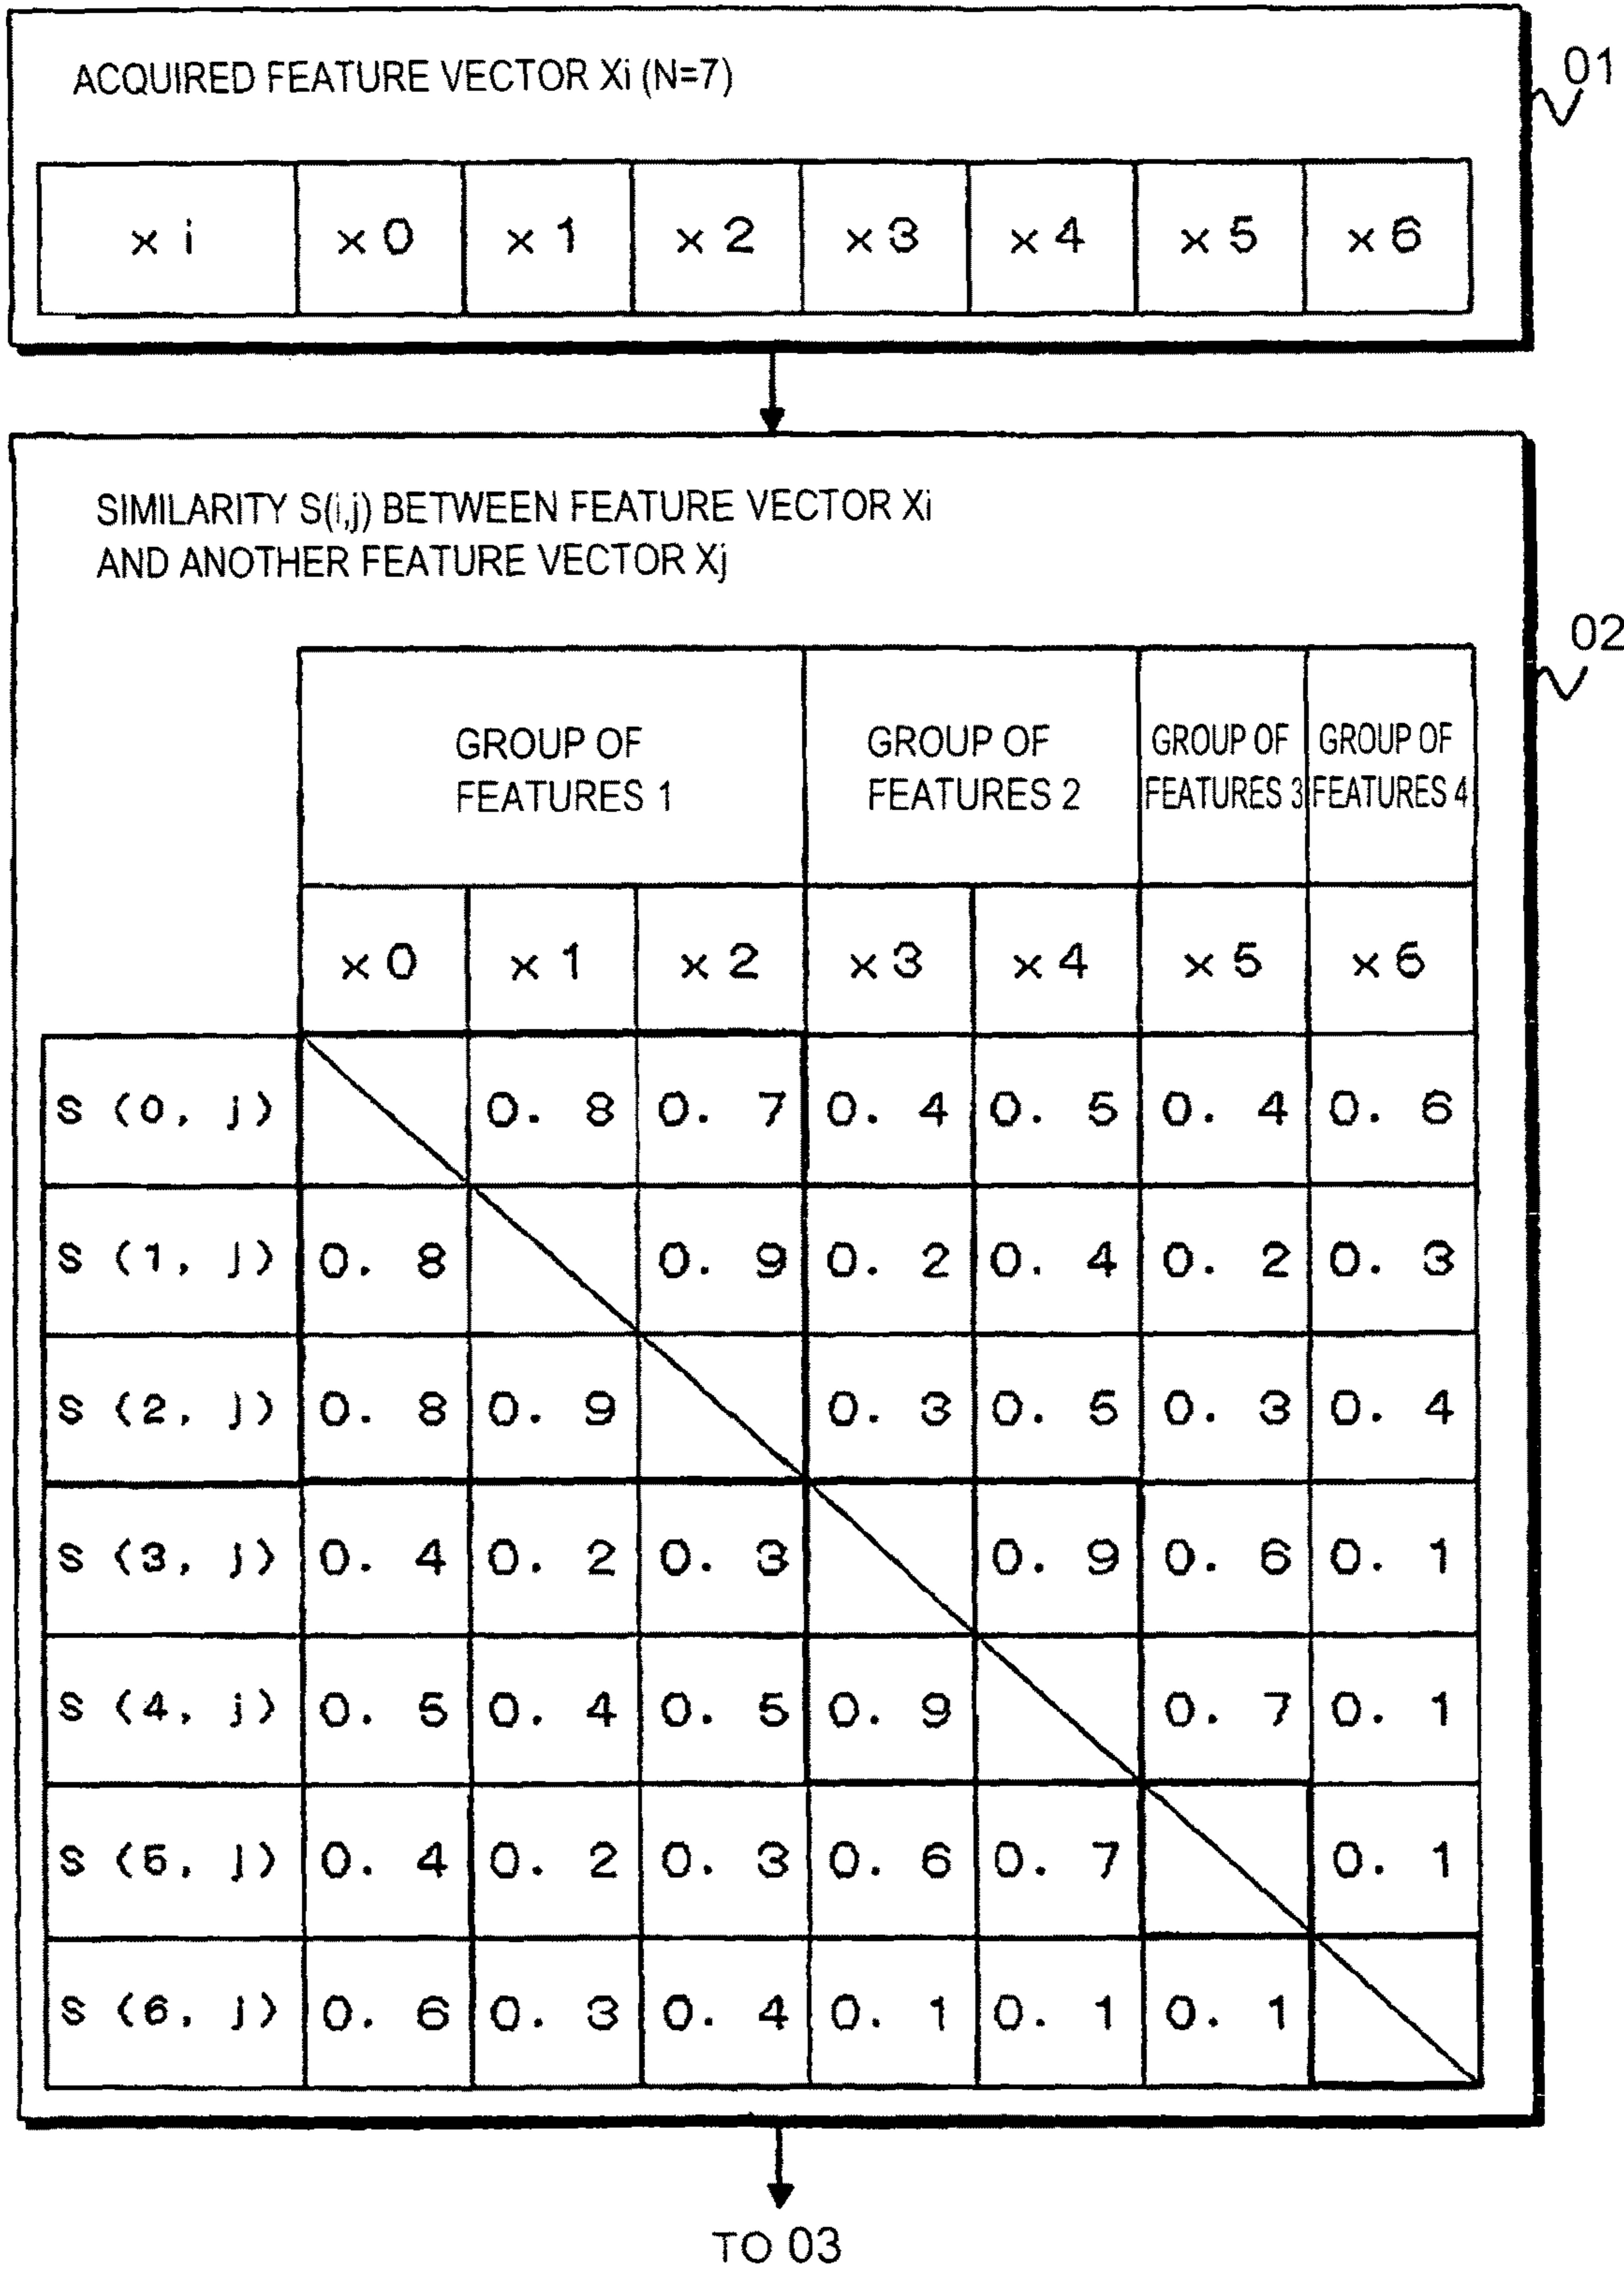 ACQUIRED FEATURE VECTOR Xi (N=7)
01
x i x 0 x 1 x 2 x 3 x 4 x 5 x 6
SIMILARITY S(i,j) BETWEEN FEATURE VECTOR Xi
AND ANOTHER FEATURE VECTOR Xj
02
GROUP OF
FEATURES 1
GROUP OF
FEATURES 2
GROUP OF
FEATURES 3
GROUP OF
FEATURES 4
x 0 x 1 x 2 x 3 x 4 x 5 x 6
S (0, j) 0. 8 0. 7 0. 4 0. 5 0. 4 0. 6
S (1, j) 0. 8 0. 9 0. 2 0. 4 0. 2 0. 3
S (2, j) 0. 8 0. 9 0. 3 0. 5 0. 3 0. 4
S (3, j) 0. 4 0. 2 0. 3 0. 9 0. 6 0. 1
S (4, j) 0. 5 0. 4 0. 5 0. 9 0. 7 0. 1
S (5, j) 0. 4 0. 2 0. 3 0. 6 0. 7 0. 1
S (6, j) 0. 6 0. 3 0. 4 0. 1 0. 1 0. 1
TO 03